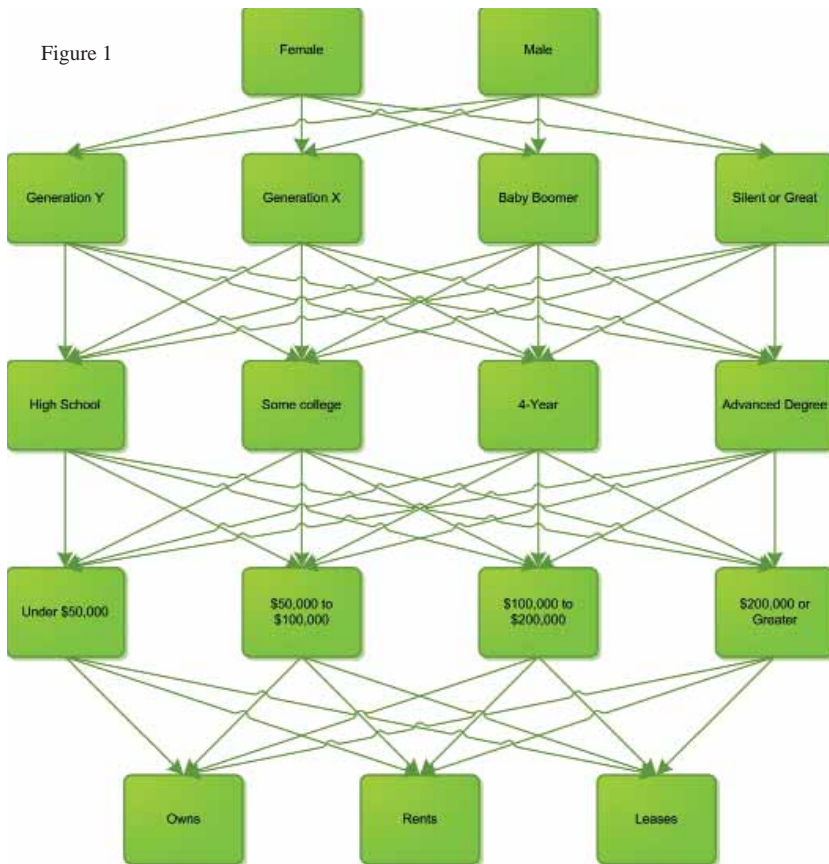 Figure 1
Female
Male
Generation Y
Generation X
Baby Boomer
Silent or Great
High School
Some college
4-Year
Advanced Degree
Under $50,000
$50,000 to
$100,000
$100,000 to
$200,000
$200,000 or
Greater
Owns
Rents
Leases